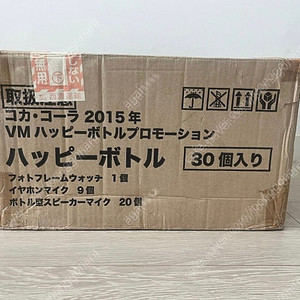 取扱注意
コカ・コーラ 2015年
VM ハッピーボトルプロモーション
ハッピーボトル
30個入り
フォトフレームウォッチ 1個
イヤホンマイク 9個
ボトル型スピーカーマイク 20個